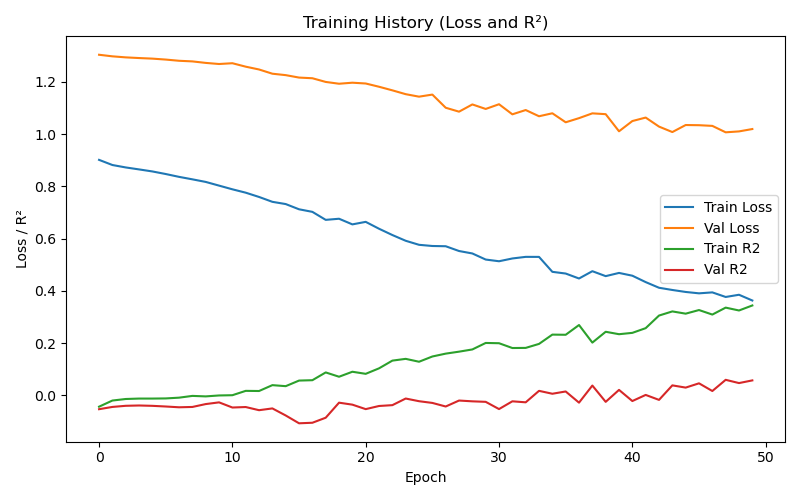 Training History (Loss and R²)
Loss / R²
1.2
1.0
0.8
0.6
0.4
0.2
0.0
Train Loss
Val Loss
Train R2
Val R2
0
10
20
30
40
50
Epoch